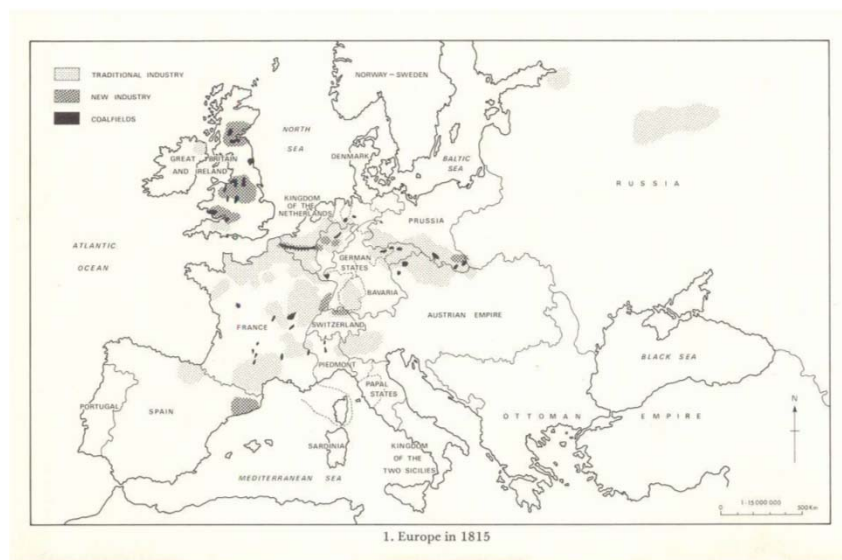 TRADITIONAL INDUSTRY
NEW INDUSTRY
COALFIELDS
NORWAY – SWEDEN
NORTH
SEA
DENMARK
BALTIC
SEA
GREAT BRITAIN
AND IRELAND
RUSSIA
KINGDOM
OF THE
NETHERLANDS
PRUSSIA
ATLANTIC
OCEAN
GERMAN
STATES
BAVARIA
FRANCE
SWITZERLAND
AUSTRIAN EMPIRE
BLACK SEA
PIEDMONT
PAPAL
STATES
PORTUGAL
SPAIN
OTTOMAN EMPIRE
N
SARDINIA
KINGDOM
OF THE
TWO SICILIES
MEDITERRANEAN SEA
1-15 000 000
0 300Km
1. Europe in 1815